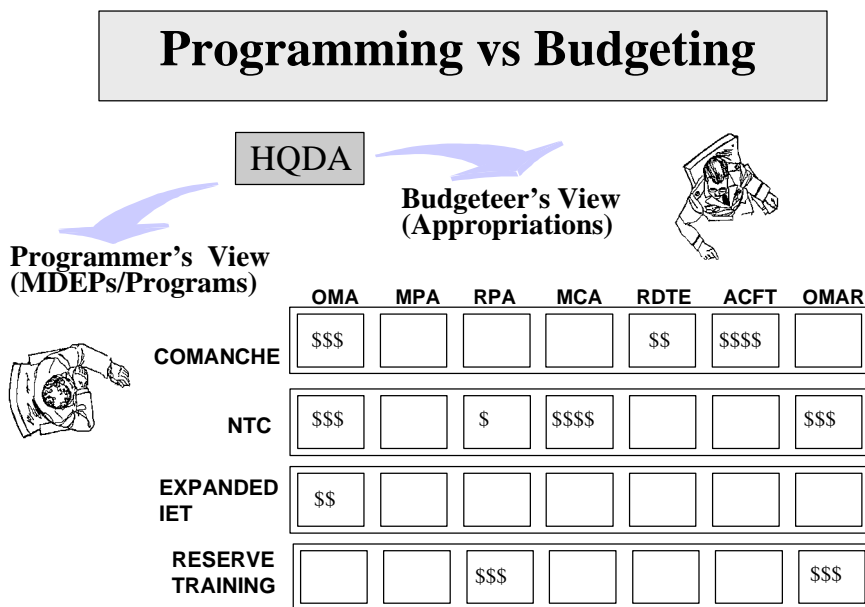 Programming vs Budgeting
HQDA
Budgeteer's View
(Appropriations)
Programmer's View
(MDEPs/Programs)
OMA MPA RPA MCA RDTE ACFT OMAR
COMANCHE $$$ $$ $$$$
NTC $$$ $ $$$$ $$$
EXPANDED
IET $$
RESERVE
TRAINING $$$ $$$